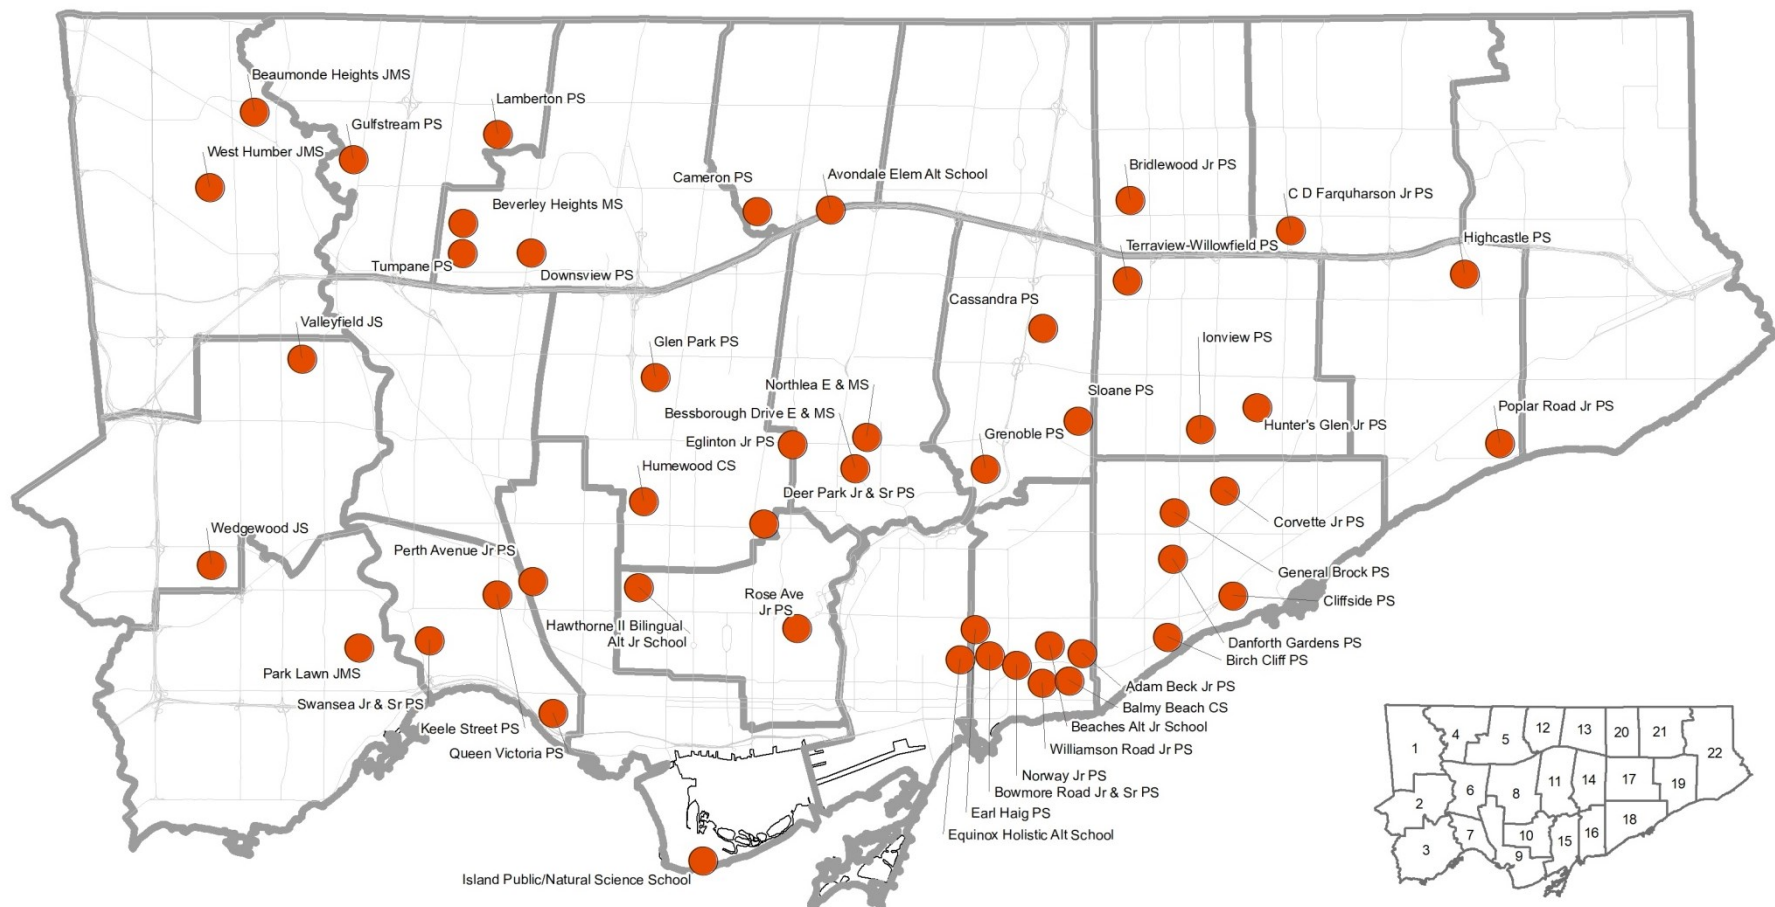 Beaumonde Heights JMS
Lamberton PS
Gulfstream PS
West Humber JMS
Bridlewood Jr PS
Cameron PS
Avondale Elem Alt School
C D Farquharson Jr PS
Beverley Heights MS
Highcastle PS
Terraview-Willowfield PS
Tumpane PS
Downsview PS
Cassandra PS
Valleyfield JS
Ionview PS
Glen Park PS
Northlea E & MS
Sloane PS
Bessborough Drive E & MS
Poplar Road Jr PS
Hunter's Glen Jr PS
Grenoble PS
Eglinton Jr PS
Humewood CS
Deer Park Jr & Sr PS
Wedgewood JS
Corvette Jr PS
Perth Avenue Jr PS
General Brock PS
Rose Ave
Jr PS
Cliffside PS
Hawthorne II Bilingual
Alt Jr School
Danforth Gardens PS
Birch Cliff PS
Park Lawn JMS
Adam Beck Jr PS
Swansea Jr & Sr PS
Balmy Beach CS
Keele Street PS
Beaches Alt Jr School
Queen Victoria PS
Williamson Road Jr PS
Norway Jr PS
Bowmore Road Jr & Sr PS
Earl Haig PS
Equinox Holistic Alt School
Island Public/Natural Science School
1
4
5
12
13
20
21
22
2
6
8
11
14
17
19
3
7
10
9
15
16
18